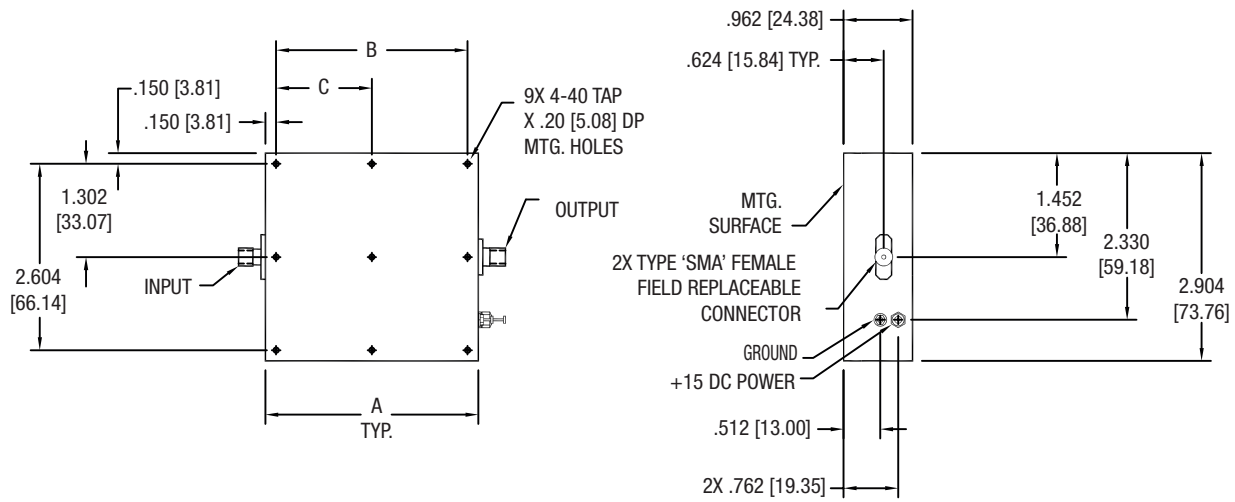 B
C
.150 [3.81]
.150 [3.81]
9X 4-40 TAP
X .20 [5.08] DP
MTG. HOLES
1.302
[33.07]
2.604
[66.14]
INPUT
OUTPUT
A
TYP.
.962 [24.38]
.624 [15.84] TYP.
MTG.
SURFACE
2X TYPE ‘SMA’ FEMALE
FIELD REPLACEABLE
CONNECTOR
GROUND
+15 DC POWER
1.452
[36.88]
2.330
[59.18]
2.904
[73.76]
.512 [13.00]
2X .762 [19.35]